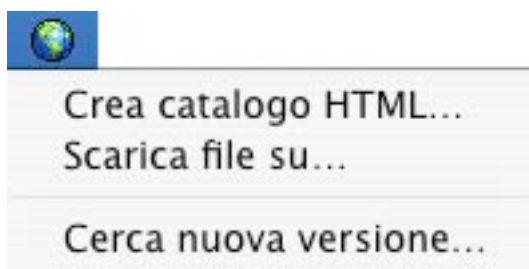 Crea catalogo HTML...
Scarica file su...
Cerca nuova versione...